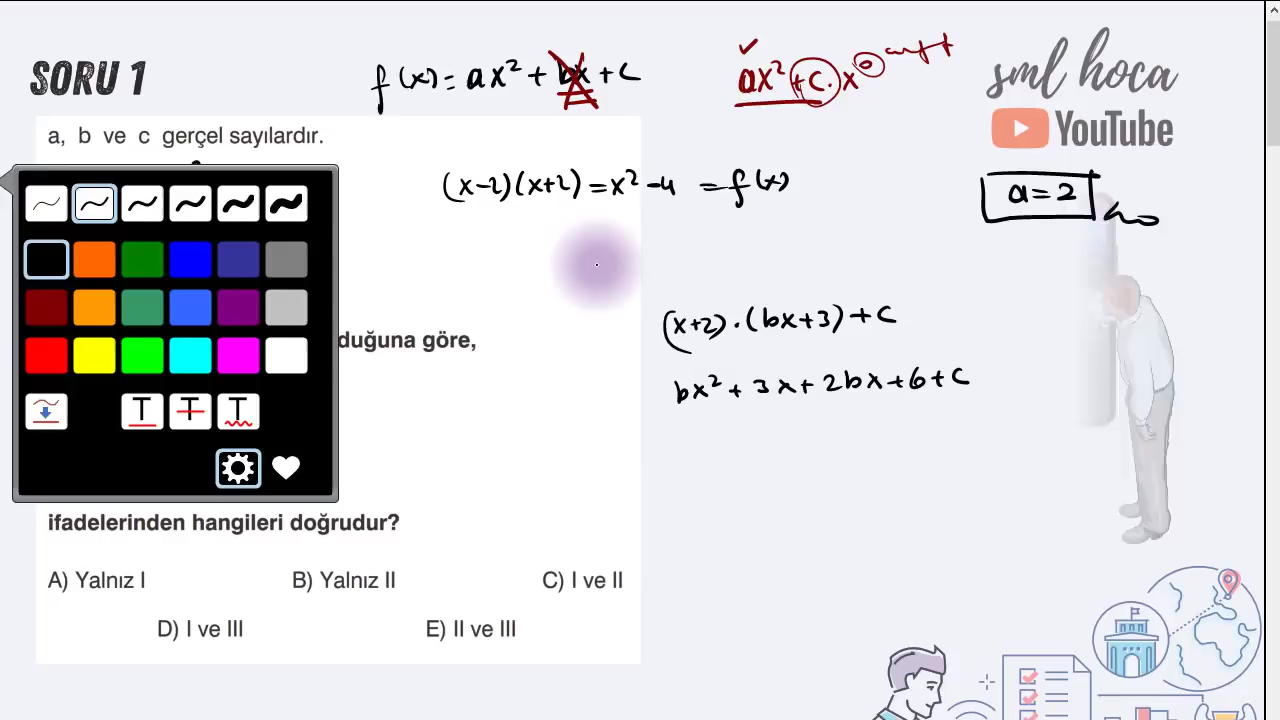 SORU 1
f(x) = ax² + bx + c
ax² + c. x⁰
sml hoca
YouTube
a, b ve c gerçel sayılardır.
(x-2)(x+2) = x² -4 = f(x)
a = 2
(x+2).(bx+3)+c
duğuna göre,
bx² + 3x + 2bx + 6 + c
T T T
ifadelerinden hangileri doğrudur?
A) Yalnız I B) Yalnız II C) I ve II
D) I ve III E) II ve III